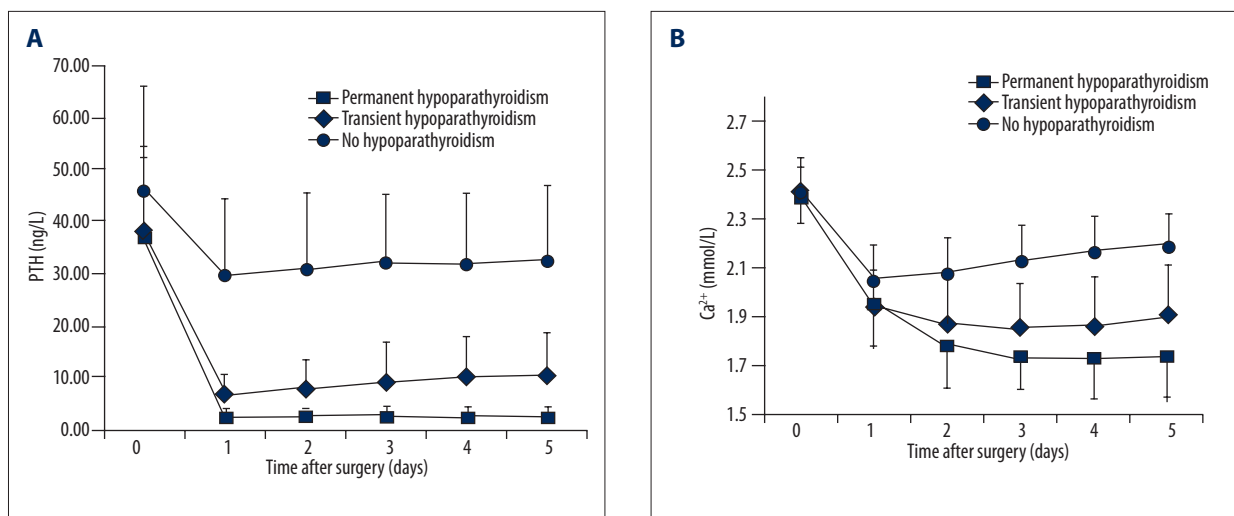 A
70.00
60.00
50.00
40.00
30.00
20.00
10.00
0.00
PTH (ng/L)
Permanent hypoparathyroidism
Transient hypoparathyroidism
No hypoparathyroidism
0 1 2 3 4 5
Time after surgery (days)
B
2.7
2.5
2.3
2.1
1.9
1.7
1.5
Ca²⁺ (mmol/L)
Permanent hypoparathyroidism
Transient hypoparathyroidism
No hypoparathyroidism
0 1 2 3 4 5
Time after surgery (days)